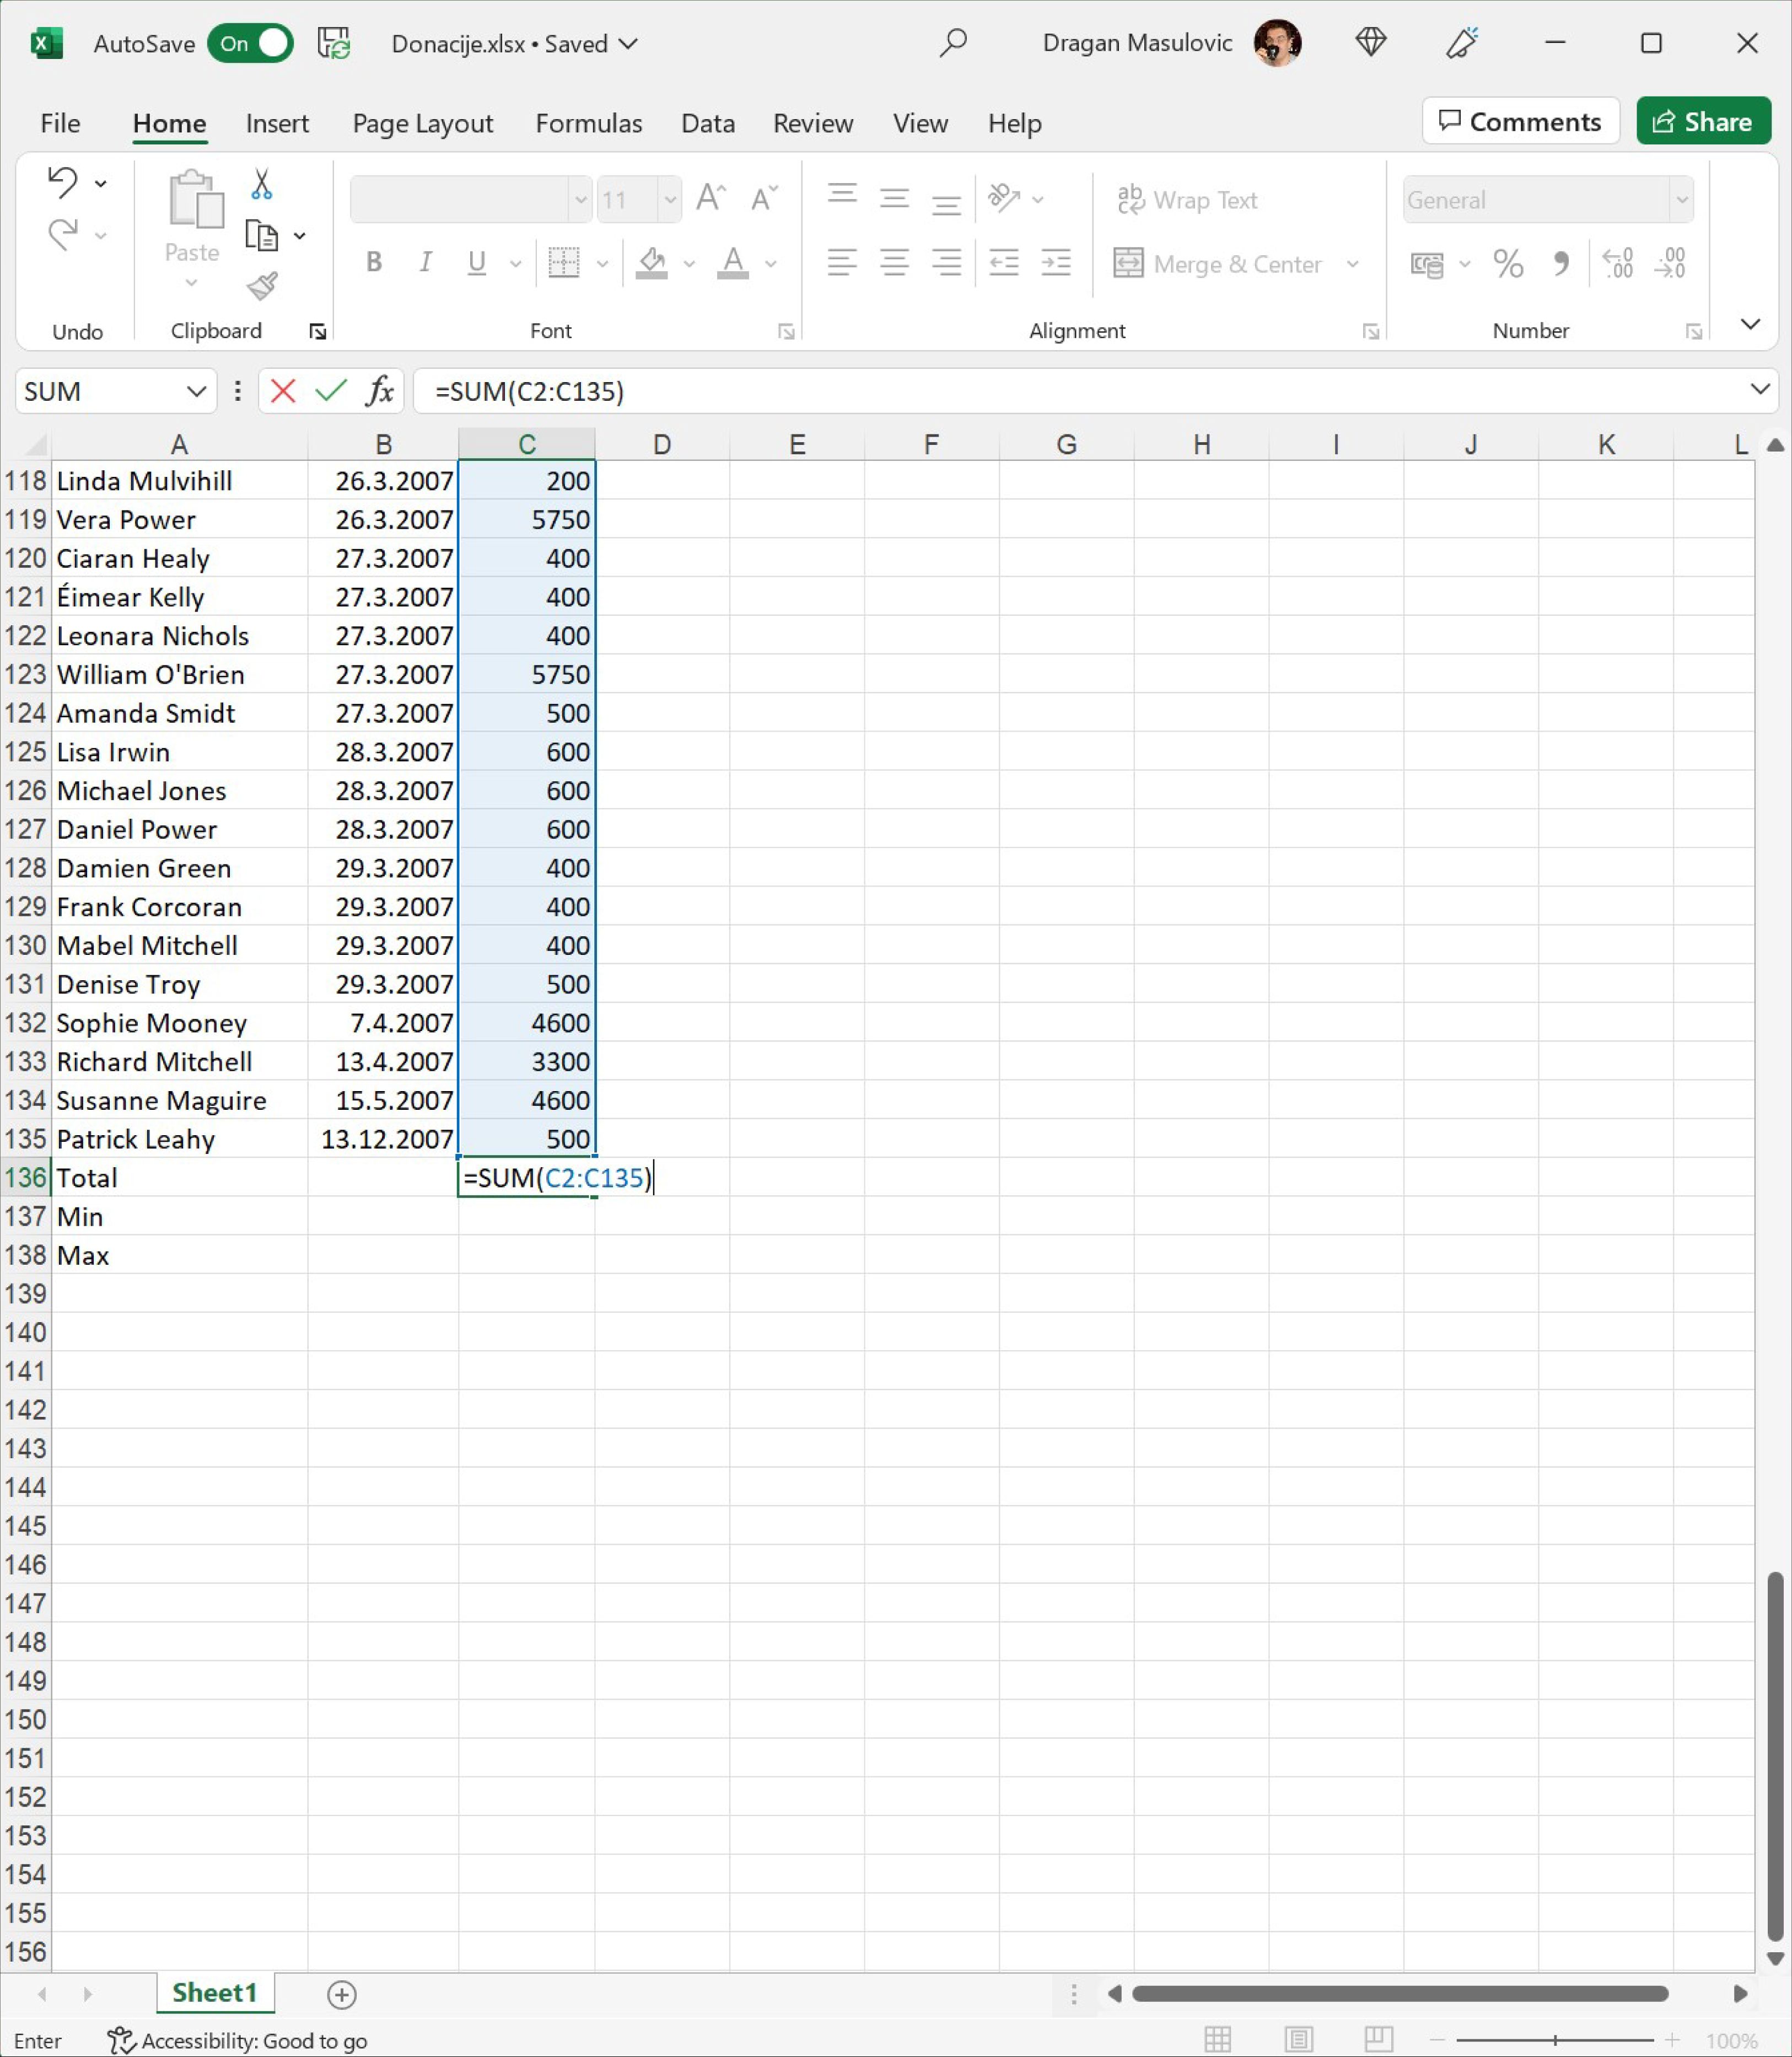 AutoSave On Donacije.xlsx • Saved Dragan Masulovic
File Home Insert Page Layout Formulas Data Review View Help Comments Share
11 A^ A˅ ab Wrap Text General
Paste B I U A Merge & Center % , ←0 .00 .00 →0
Undo Clipboard Font Alignment Number
SUM fx =SUM(C2:C135)
A B C D E F G H I J K L
118 Linda Mulvihill 26.3.2007 200
119 Vera Power 26.3.2007 5750
120 Ciaran Healy 27.3.2007 400
121 Éimear Kelly 27.3.2007 400
122 Leonara Nichols 27.3.2007 400
123 William O'Brien 27.3.2007 5750
124 Amanda Smidt 27.3.2007 500
125 Lisa Irwin 28.3.2007 600
126 Michael Jones 28.3.2007 600
127 Daniel Power 28.3.2007 600
128 Damien Green 29.3.2007 400
129 Frank Corcoran 29.3.2007 400
130 Mabel Mitchell 29.3.2007 400
131 Denise Troy 29.3.2007 500
132 Sophie Mooney 7.4.2007 4600
133 Richard Mitchell 13.4.2007 3300
134 Susanne Maguire 15.5.2007 4600
135 Patrick Leahy 13.12.2007 500
136 Total =SUM(C2:C135)
137 Min
138 Max
139
140
141
142
143
144
145
146
147
148
149
150
151
152
153
154
155
156
Sheet1
Enter Accessibility: Good to go 100%